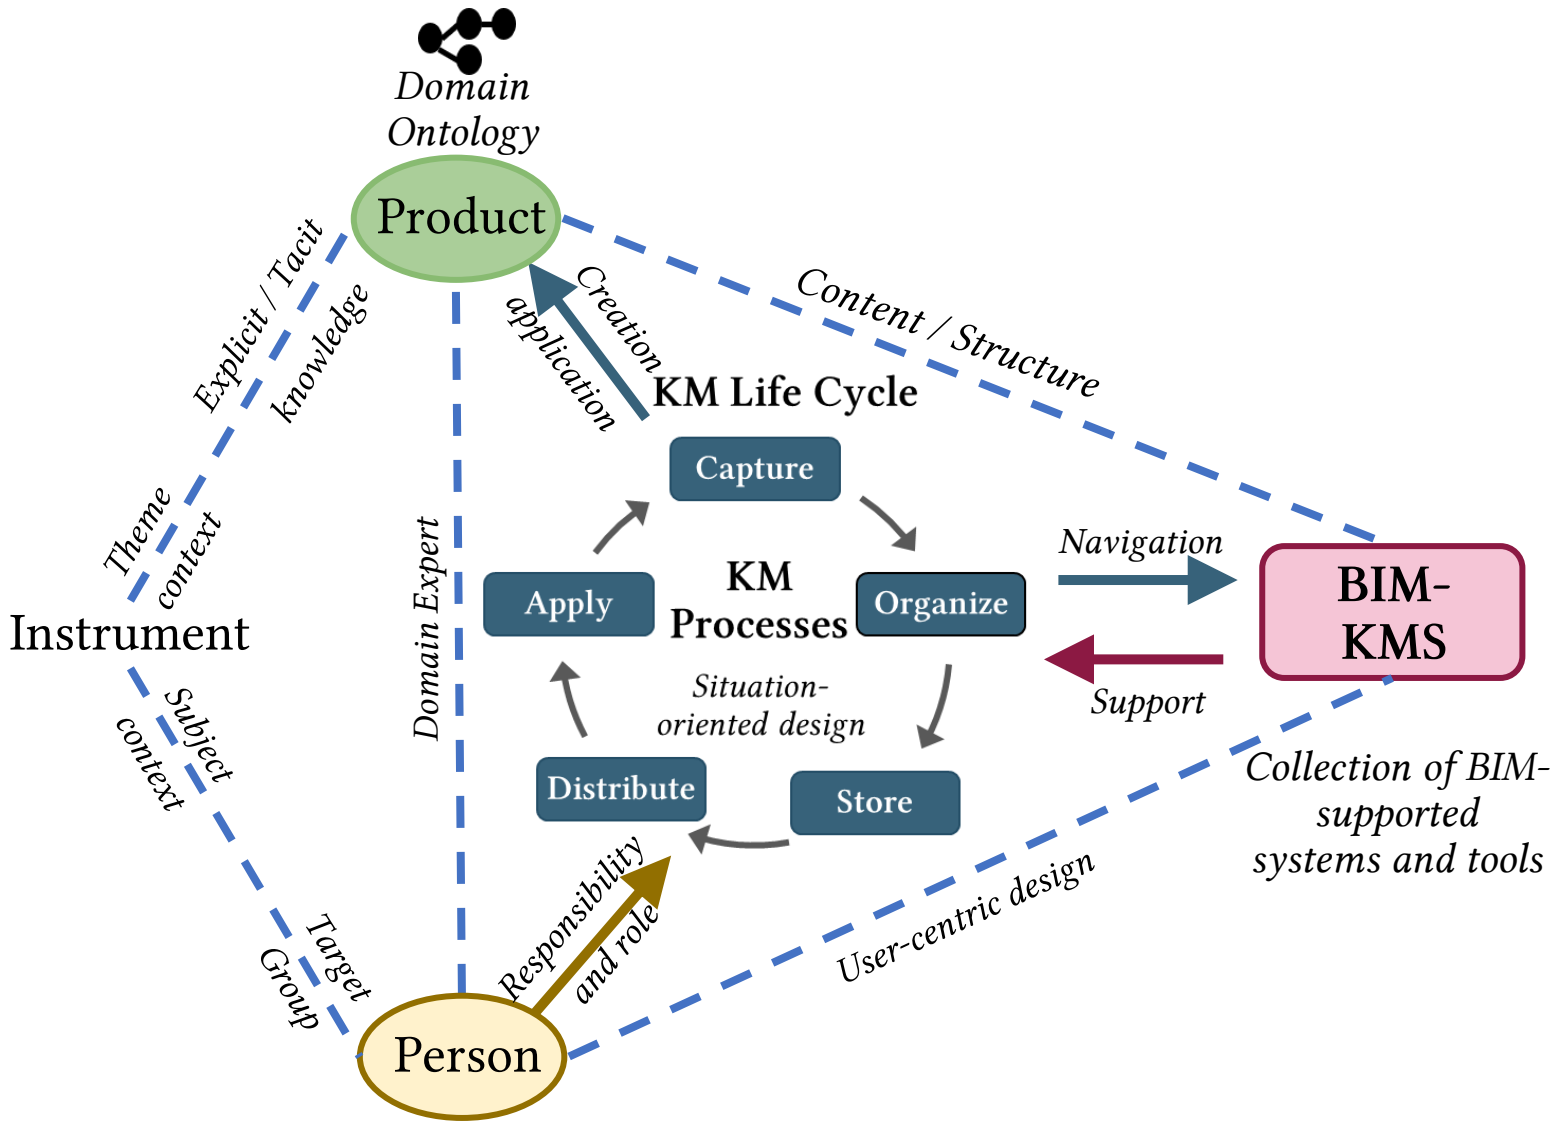 Domain
Ontology
Product
Explicit / Tacit
knowledge
Creation
application
Content / Structure
KM Life Cycle
Capture
Theme
context
Navigation
BIM-
KMS
KM
Processes
Apply
Organize
Instrument
Domain Expert
Support
Situation-
oriented design
Subject
context
Distribute
Store
Collection of BIM-
supported
systems and tools
Responsibility
and role
User-centric design
Target
Group
Person